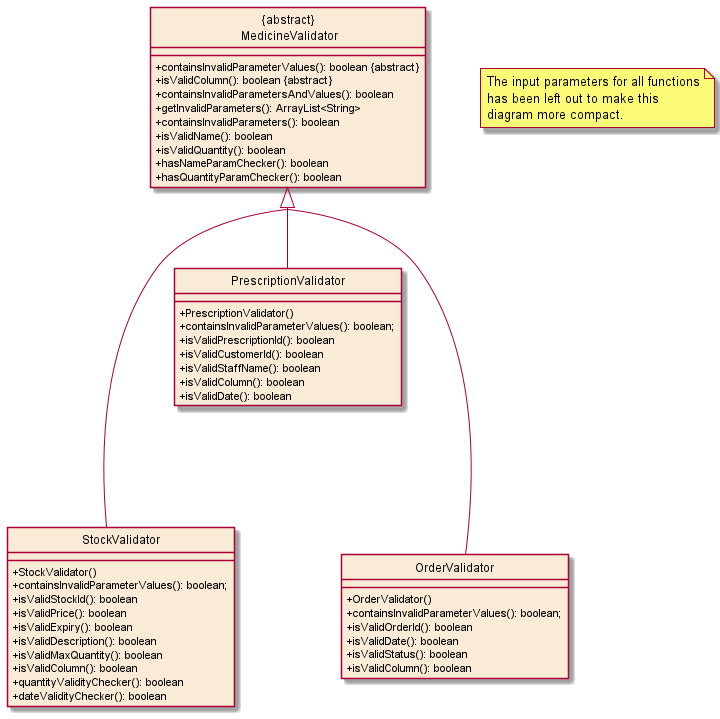 {abstract}
MedicineValidator
+containsInvalidParameterValues(): boolean {abstract}
+isValidColumn(): boolean {abstract}
+containsInvalidParametersAndValues(): boolean
+getInvalidParameters(): ArrayList<String>
+containsInvalidParameters(): boolean
+isValidName(): boolean
+isValidQuantity(): boolean
+hasNameParamChecker(): boolean
+hasQuantityParamChecker(): boolean
The input parameters for all functions
has been left out to make this
diagram more compact.
PrescriptionValidator
+PrescriptionValidator()
+containsInvalidParameterValues(): boolean;
+isValidPrescriptionId(): boolean
+isValidCustomerId(): boolean
+isValidStaffName(): boolean
+isValidColumn(): boolean
+isValidDate(): boolean
StockValidator
+StockValidator()
+containsInvalidParameterValues(): boolean;
+isValidStockId(): boolean
+isValidPrice(): boolean
+isValidExpiry(): boolean
+isValidDescription(): boolean
+isValidMaxQuantity(): boolean
+isValidColumn(): boolean
+quantityValidityChecker(): boolean
+dateValidityChecker(): boolean
OrderValidator
+OrderValidator()
+containsInvalidParameterValues(): boolean;
+isValidOrderId(): boolean
+isValidDate(): boolean
+isValidStatus(): boolean
+isValidColumn(): boolean